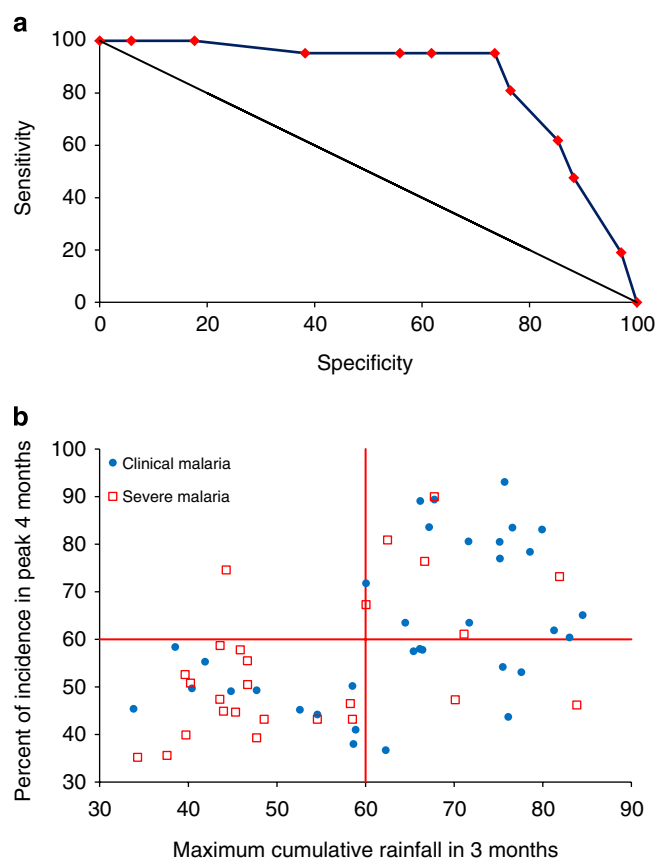 a
100
80
60
40
20
0
Sensitivity
0 20 40 60 80 100
Specificity
b
100
90
80
70
60
50
40
30
Percent of incidence in peak 4 months
Clinical malaria
Severe malaria
30 40 50 60 70 80 90
Maximum cumulative rainfall in 3 months